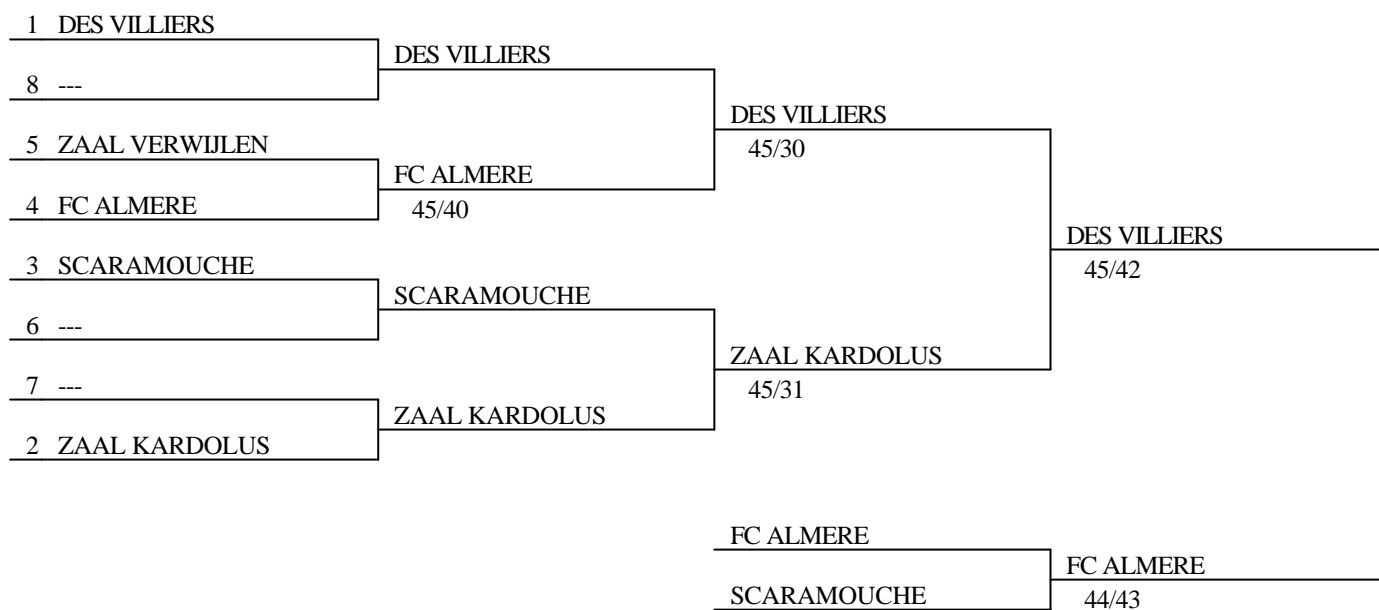 1 DES VILLIERS
DES VILLIERS
8 ---
DES VILLIERS
45/30
5 ZAAL VERWIJLEN
FC ALMERE
45/40
4 FC ALMERE
DES VILLIERS
45/42
3 SCARAMOUCHE
SCARAMOUCHE
6 ---
ZAAL KARDOLUS
45/31
7 ---
ZAAL KARDOLUS
2 ZAAL KARDOLUS
FC ALMERE
FC ALMERE
44/43
SCARAMOUCHE